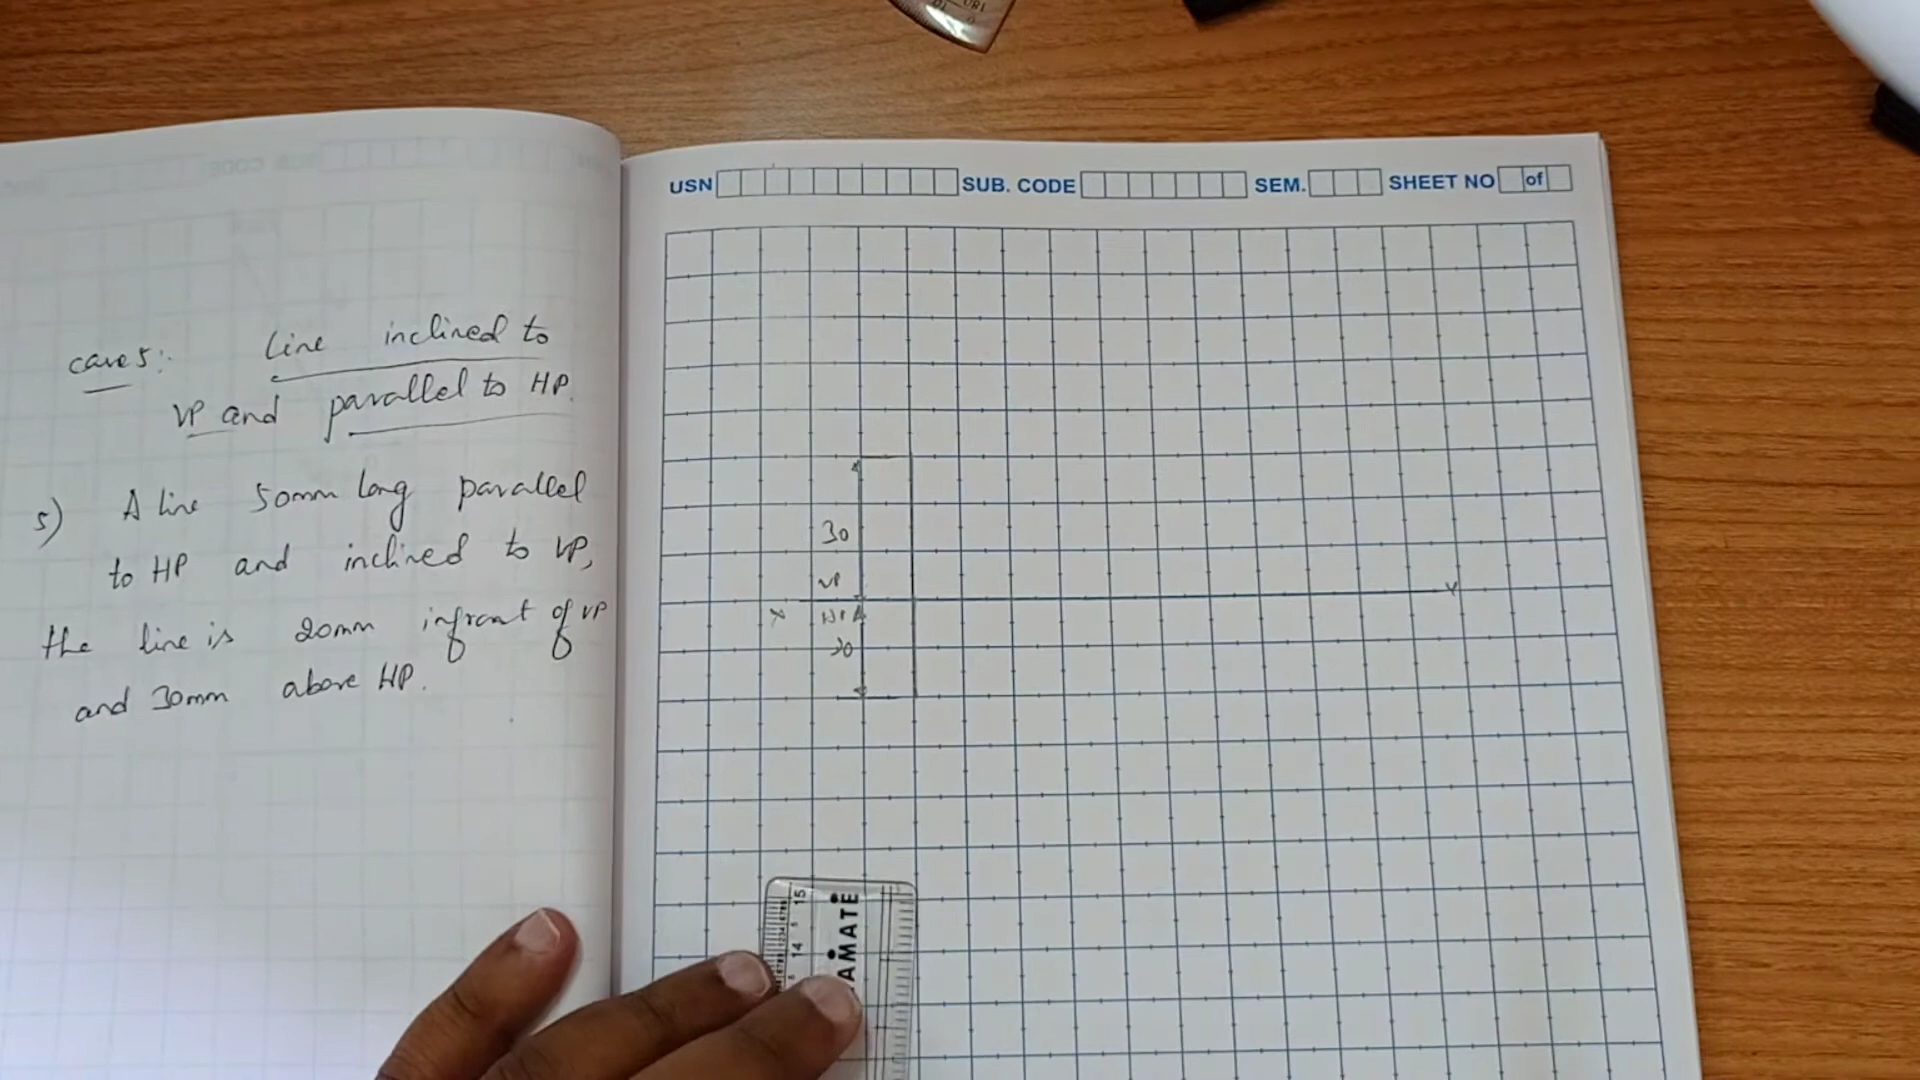 case 5:. Line inclined to
VP and parallel to HP.
5) A line 50mm long parallel
to HP and inclined to VP,
the line is 20mm infront of VP
and 30mm above HP.
USN SUB. CODE SEM. SHEET NO of
30
VP
X HP Y
20
15
14
AMATE